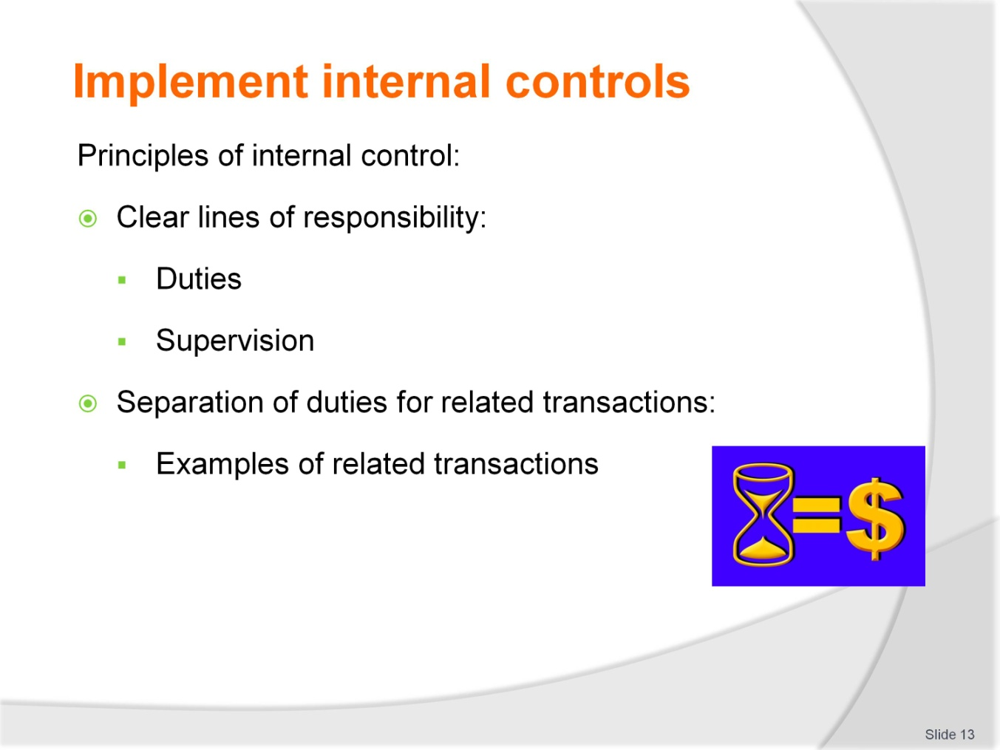 Implement internal controls
Principles of internal control:
Clear lines of responsibility:
Duties
Supervision
Separation of duties for related transactions:
Examples of related transactions
=$
Slide 13